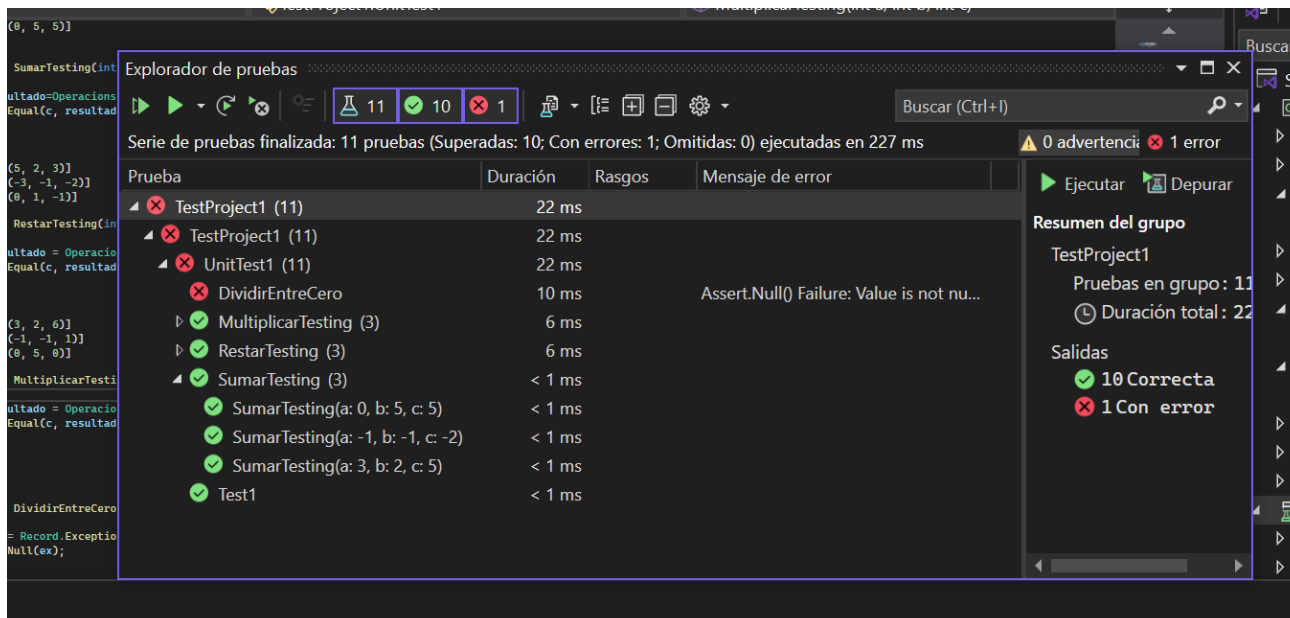 (0, 5, 5)]
SumarTesting(int
ultado=Operacions
Equal(c, resultad
(5, 2, 3)]
(-3, -1, -2)]
(0, 1, -1)]
RestarTesting(in
ultado = Operacio
Equal(c, resultad
(3, 2, 6)]
(-1, -1, 1)]
(0, 5, 0)]
MultiplicarTesti
ultado = Operacio
Equal(c, resultad
DividirEntreCero
= Record.Exceptio
Null(ex);
Explorador de pruebas
11 10 1
Buscar (Ctrl+I)
Serie de pruebas finalizada: 11 pruebas (Superadas: 10; Con errores: 1; Omitidas: 0) ejecutadas en 227 ms
0 advertencia 1 error
Prueba Duración Rasgos Mensaje de error
TestProject1 (11) 22 ms
TestProject1 (11) 22 ms
UnitTest1 (11) 22 ms
DividirEntreCero 10 ms Assert.Null() Failure: Value is not nu...
MultiplicarTesting (3) 6 ms
RestarTesting (3) 6 ms
SumarTesting (3) < 1 ms
SumarTesting(a: 0, b: 5, c: 5) < 1 ms
SumarTesting(a: -1, b: -1, c: -2) < 1 ms
SumarTesting(a: 3, b: 2, c: 5) < 1 ms
Test1 < 1 ms
Ejecutar Depurar
Resumen del grupo
TestProject1
Pruebas en grupo: 11
Duración total: 22
Salidas
10 Correcta
1 Con error
Busca